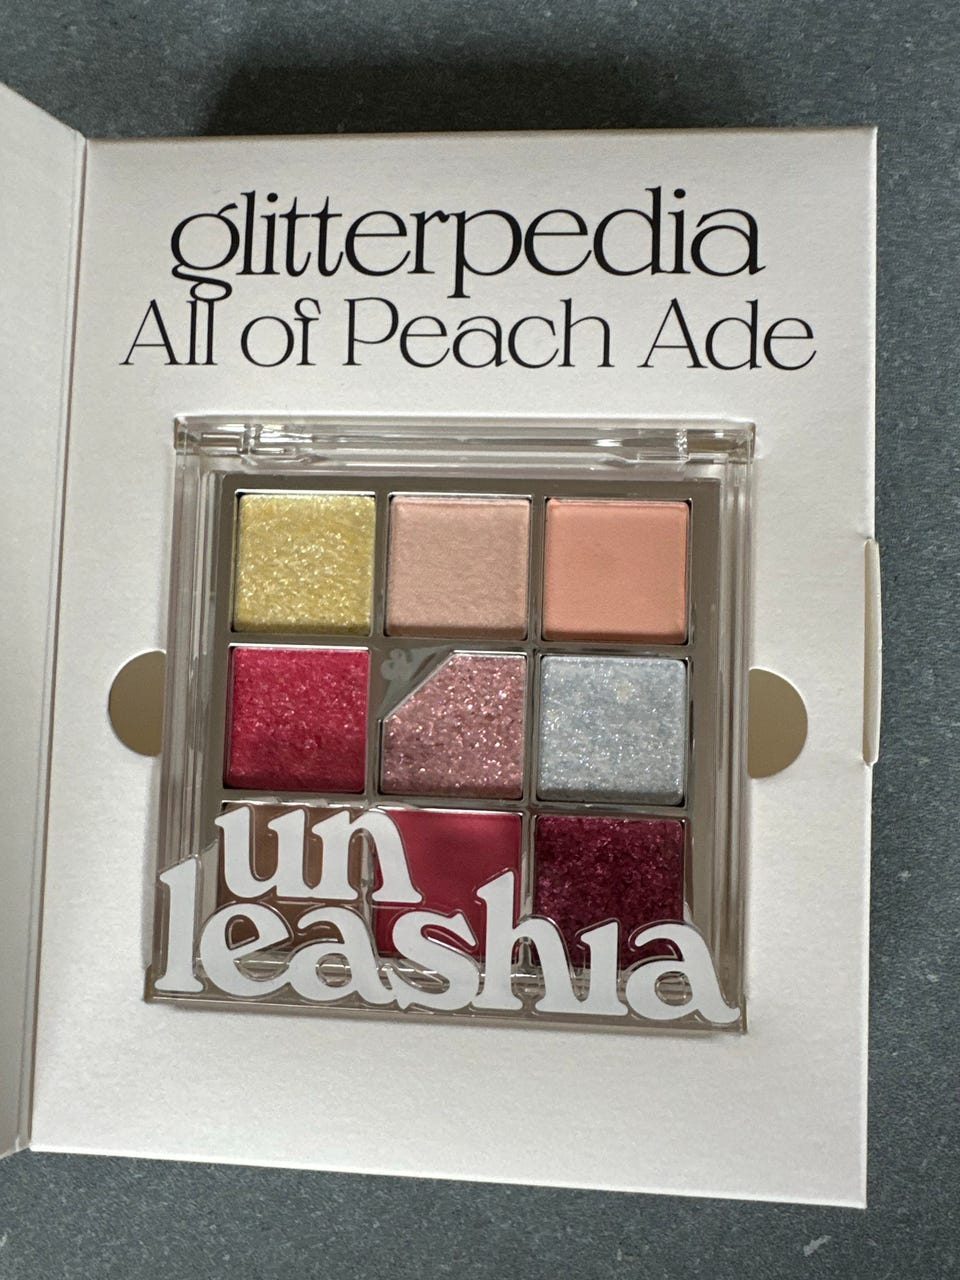 glitterpedia
All of Peach Ade
un
leashia